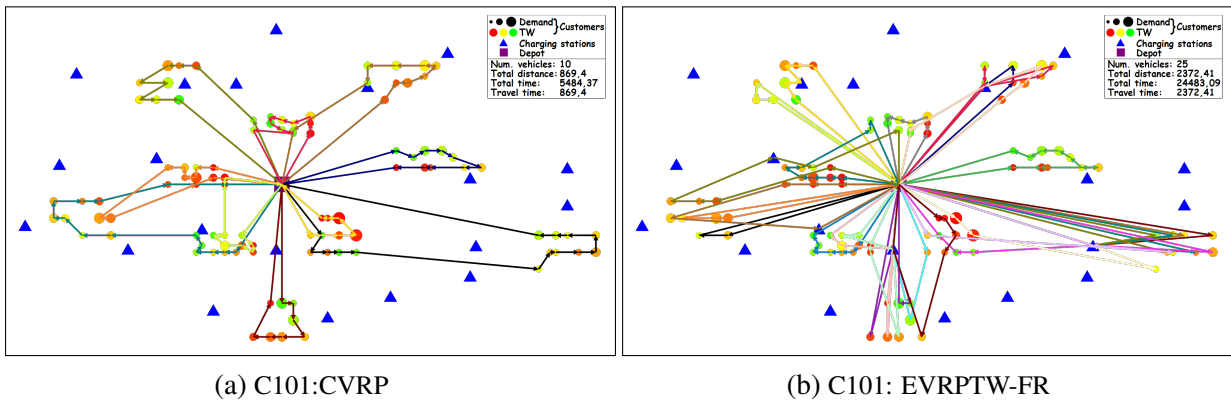 Demand
TW
Customers
Charging stations
Depot
Num. vehicles: 10
Total distance: 869,4
Total time: 5484,37
Travel time: 869,4
Demand
TW
Customers
Charging stations
Depot
Num. vehicles: 25
Total distance: 2372,41
Total time: 24483,09
Travel time: 2372,41
(a) C101:CVRP
(b) C101: EVRPTW-FR